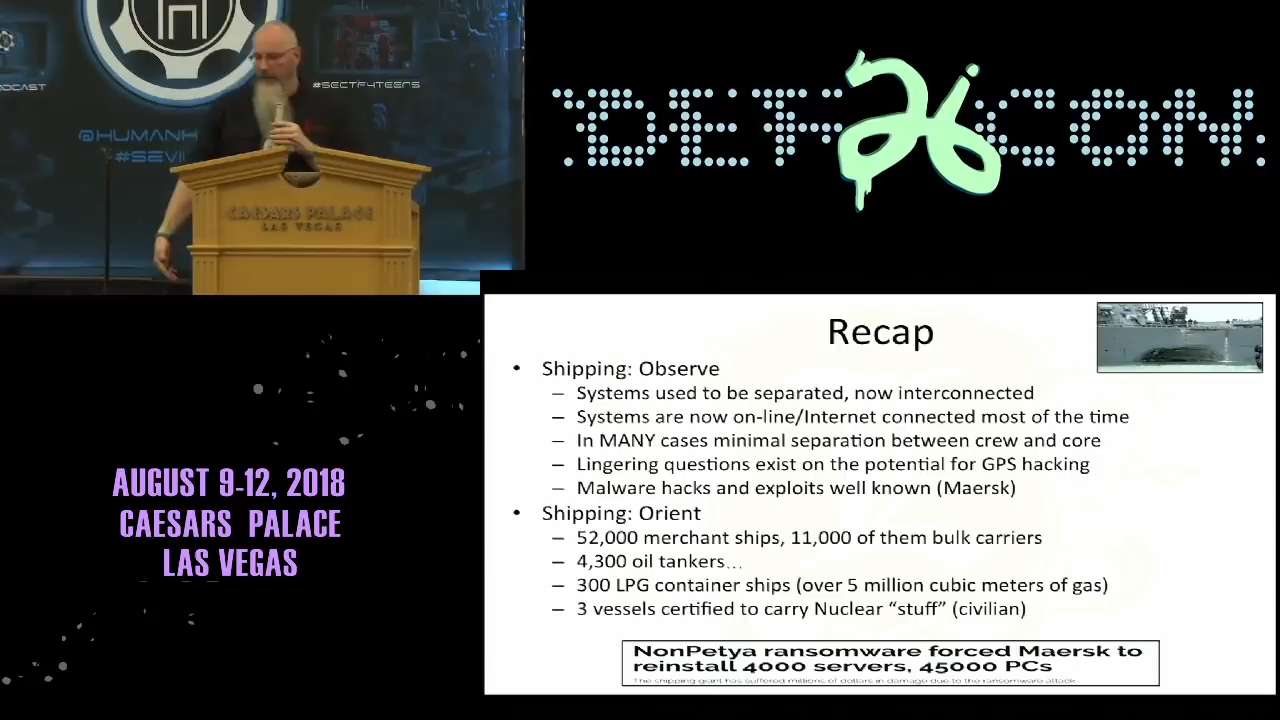 #SECTF4TEENS
@HUMANH
#SEVIL
CAESARS PALACE
LAS VEGAS
DEF 26 CON
AUGUST 9-12, 2018
CAESARS PALACE
LAS VEGAS
Recap
• Shipping: Observe
– Systems used to be separated, now interconnected
– Systems are now on-line/Internet connected most of the time
– In MANY cases minimal separation between crew and core
– Lingering questions exist on the potential for GPS hacking
– Malware hacks and exploits well known (Maersk)
• Shipping: Orient
– 52,000 merchant ships, 11,000 of them bulk carriers
– 4,300 oil tankers…
– 300 LPG container ships (over 5 million cubic meters of gas)
– 3 vessels certified to carry Nuclear “stuff” (civilian)
NonPetya ransomware forced Maersk to
reinstall 4000 servers, 45000 PCs
The shipping giant has suffered millions of dollars in damage due to the ransomware attack